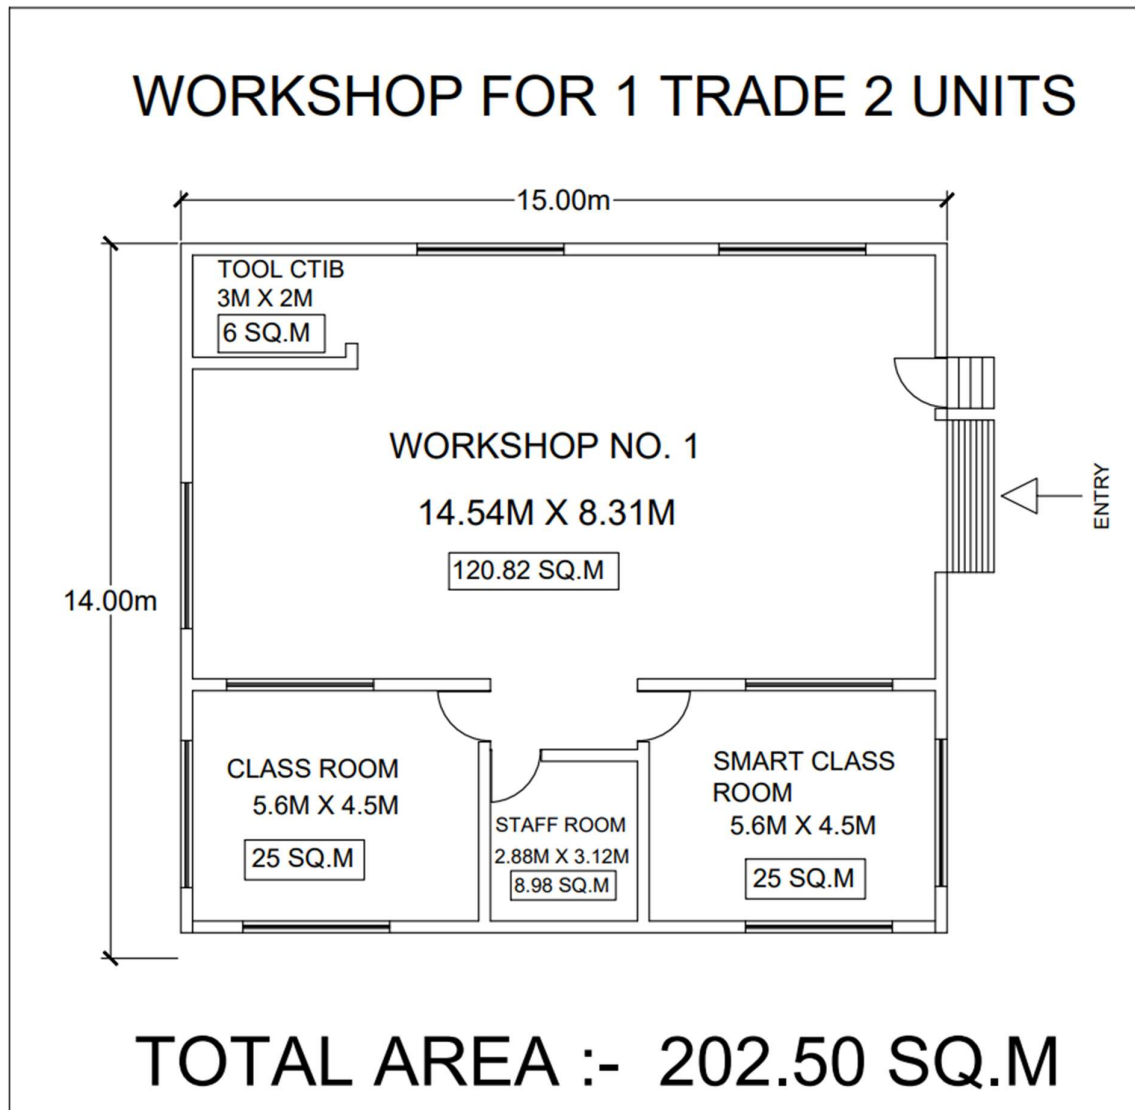 WORKSHOP FOR 1 TRADE 2 UNITS
15.00m
TOOL CTIB
3M X 2M
6 SQ.M
WORKSHOP NO. 1
14.54M X 8.31M
120.82 SQ.M
ENTRY
14.00m
CLASS ROOM
5.6M X 4.5M
25 SQ.M
STAFF ROOM
2.88M X 3.12M
8.98 SQ.M
SMART CLASS
ROOM
5.6M X 4.5M
25 SQ.M
TOTAL AREA :- 202.50 SQ.M